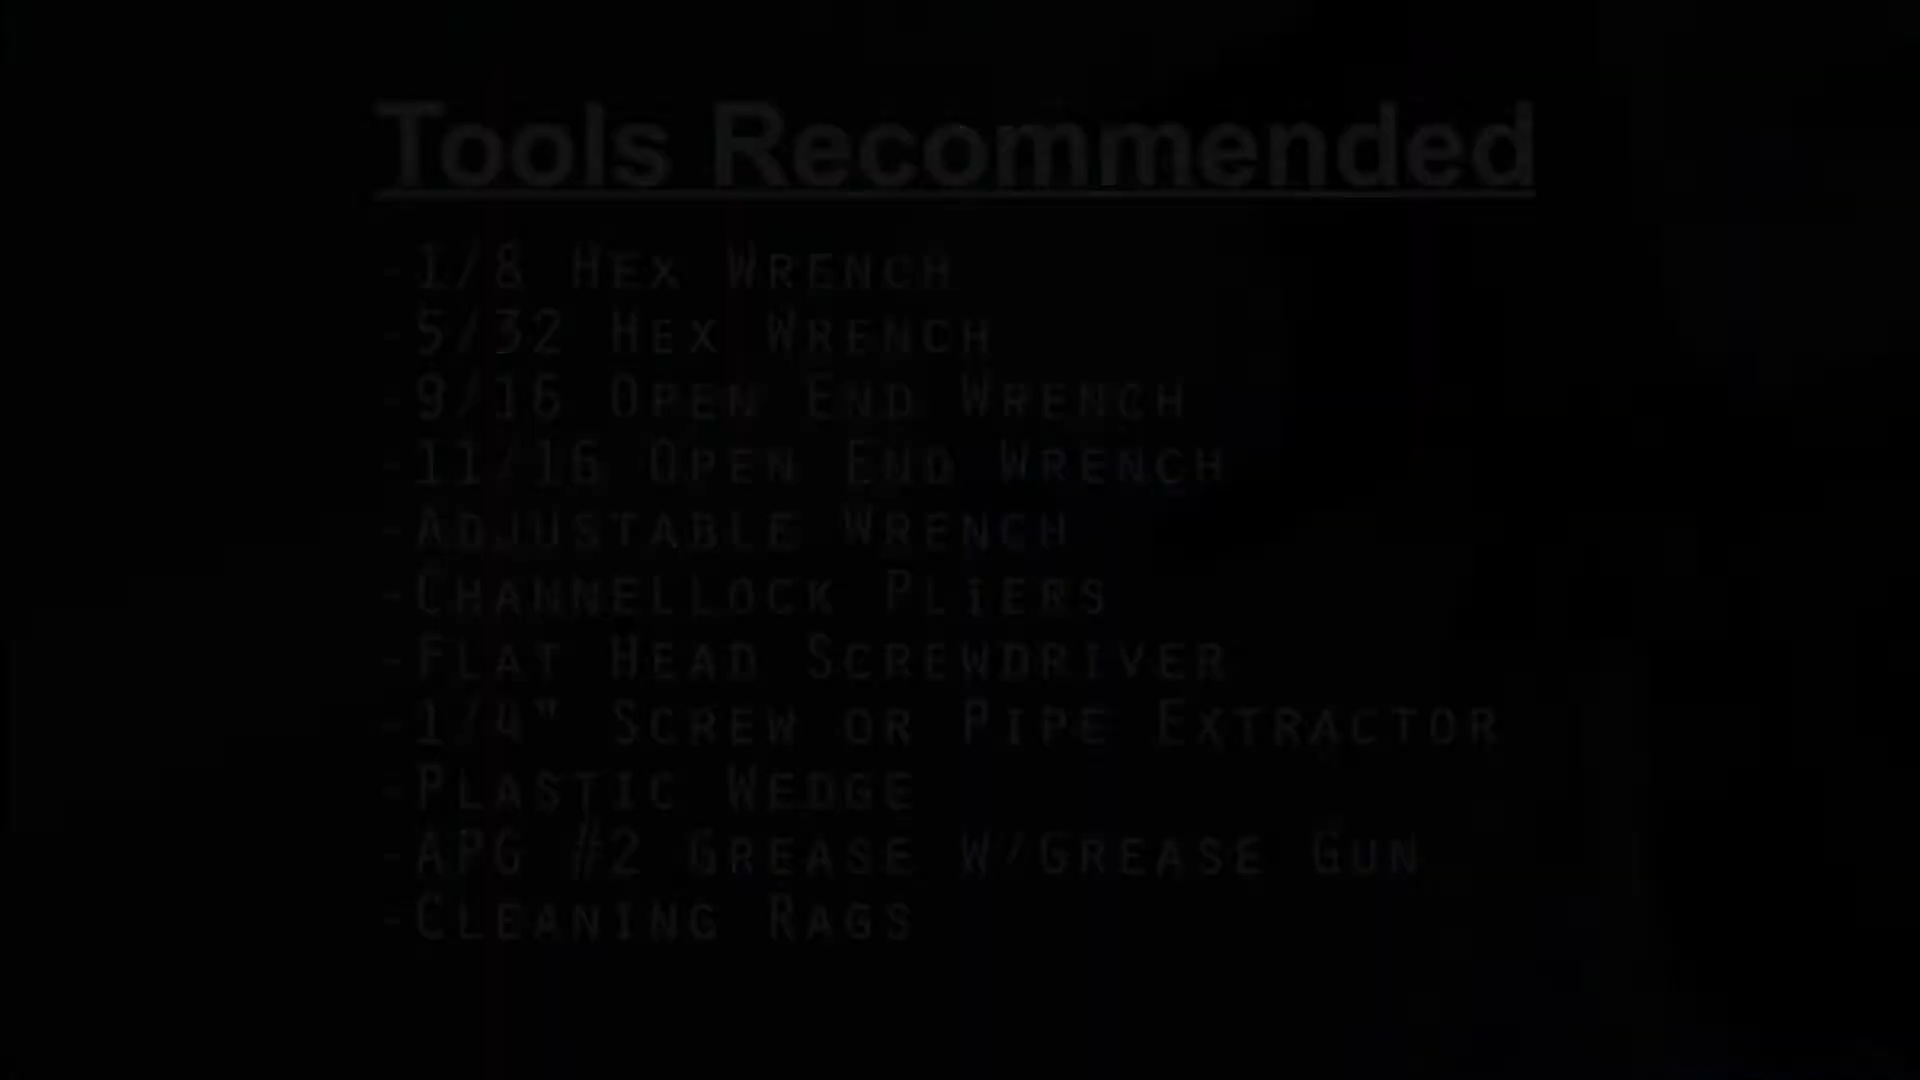 Tools Recommended
-1/8 Hex Wrench
-5/32 Hex Wrench
-9/16 Open End Wrench
-11/16 Open End Wrench
-Adjustable Wrench
-Channellock Pliers
-Flat Head Screwdriver
-1/4" Screw or Pipe Extractor
-Plastic Wedge
-APG #2 Grease w/Grease Gun
-Cleaning Rags